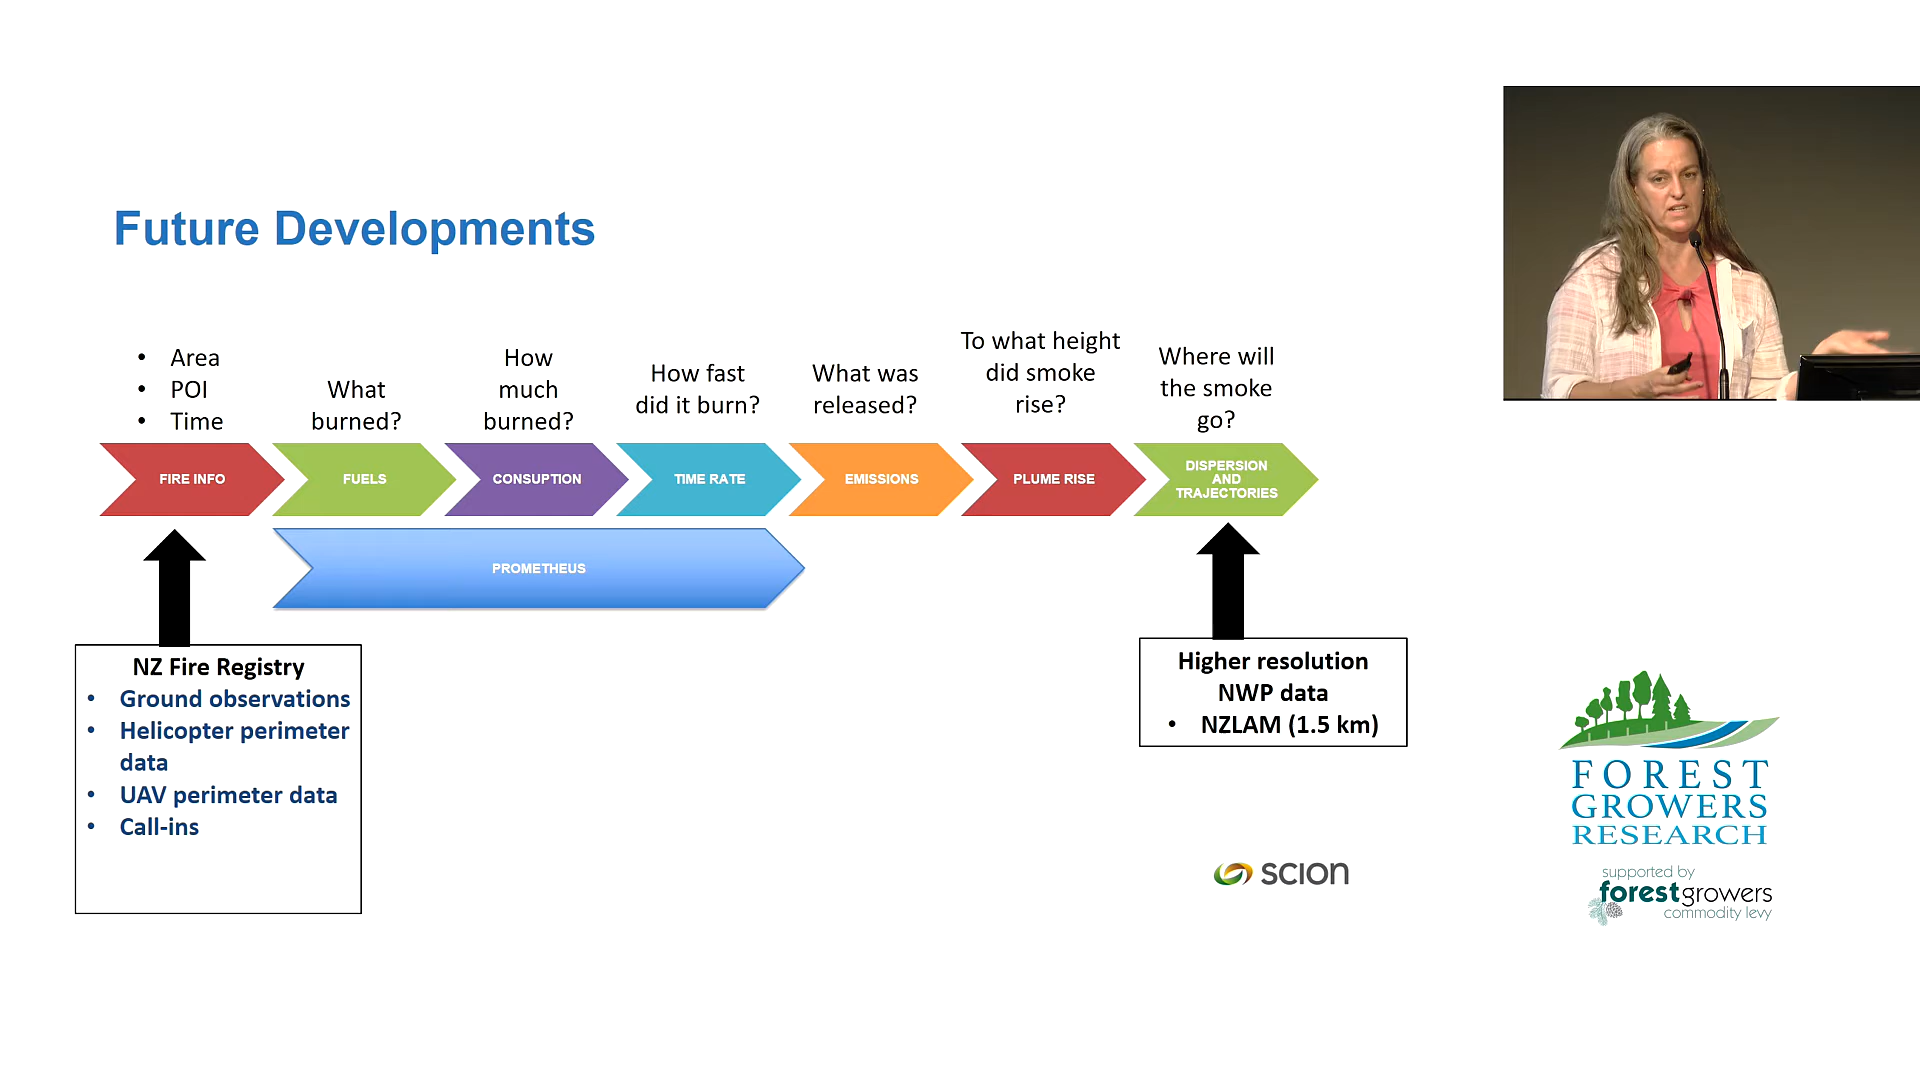 Future Developments
• Area
• POI
• Time
What
burned?
How
much
burned?
How fast
did it burn?
What was
released?
To what height
did smoke
rise?
Where will
the smoke
go?
FIRE INFO
FUELS
CONSUPTION
TIME RATE
EMISSIONS
PLUME RISE
DISPERSION
AND
TRAJECTORIES
PROMETHEUS
NZ Fire Registry
• Ground observations
• Helicopter perimeter
data
• UAV perimeter data
• Call-ins
Higher resolution
NWP data
• NZLAM (1.5 km)
scion
FOREST
GROWERS
RESEARCH
supported by
forestgrowers
commodity levy